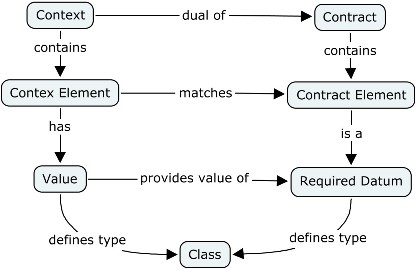 Context dual of Contract
contains contains
Contex Element matches Contract Element
has is a
Value provides value of Required Datum
defines type defines type
Class